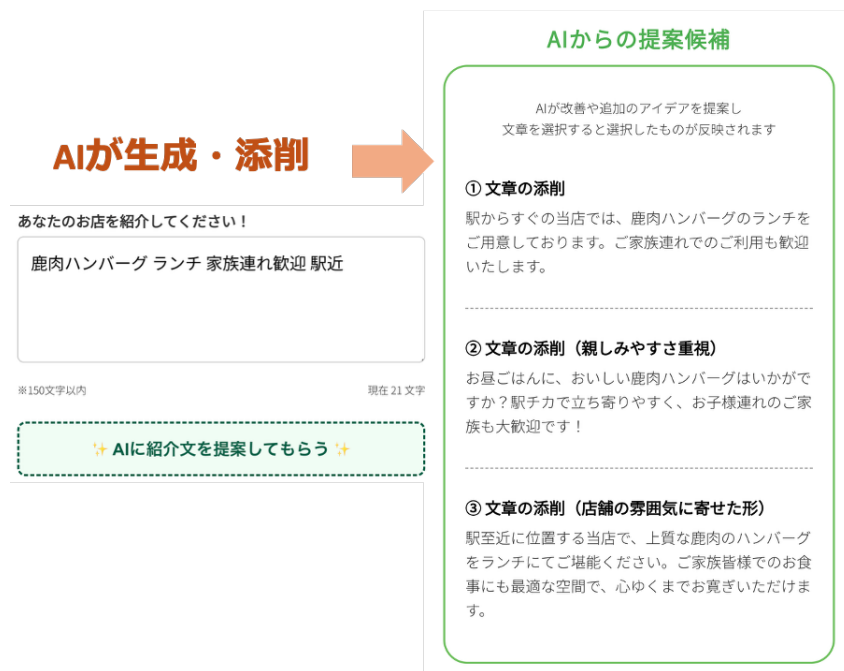 AIが生成・添削
あなたのお店を紹介してください！
鹿肉ハンバーグ ランチ 家族連れ歓迎 駅近
※150文字以内
現在 21 文字
✨ AIに紹介文を提案してもらう ✨
AIからの提案候補
AIが改善や追加のアイデアを提案し
文章を選択すると選択したものが反映されます
① 文章の添削
駅からすぐの当店では、鹿肉ハンバーグのランチを
ご用意しております。ご家族連れでのご利用も歓迎
いたします。
② 文章の添削（親しみやすさ重視）
お昼ごはんに、おいしい鹿肉ハンバーグはいかがで
すか？駅チカで立ち寄りやすく、お子様連れのご家
族も大歓迎です！
③ 文章の添削（店舗の雰囲気に寄せた形）
駅至近に位置する当店で、上質な鹿肉のハンバーグ
をランチにてご堪能ください。ご家族皆様でのお食
事にも最適な空間で、心ゆくまでお寛ぎいただけま
す。